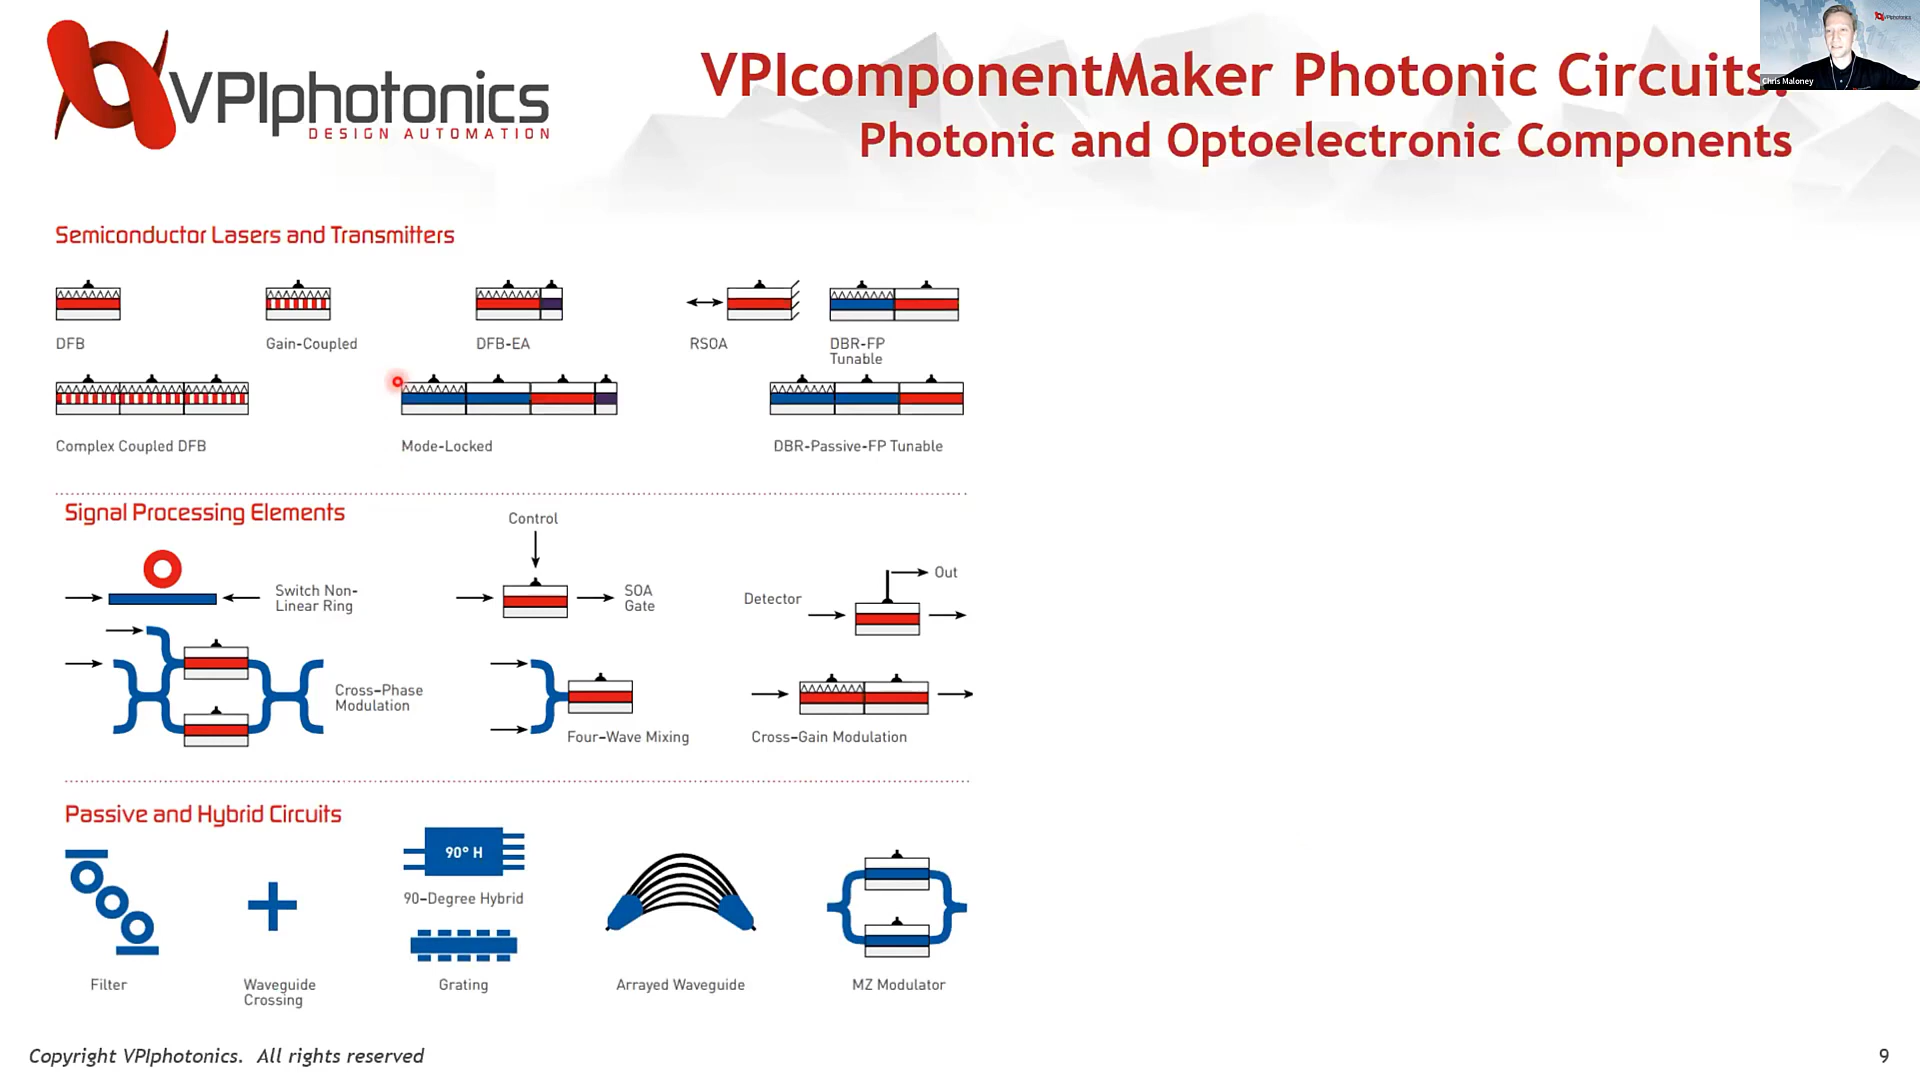 VPIphotonics
DESIGN AUTOMATION
VPIcomponentMaker Photonic Circuits:
Photonic and Optoelectronic Components
VPIphotonics
Chris Maloney
Semiconductor Lasers and Transmitters
DFB
Gain-Coupled
DFB-EA
RSOA
DBR-FP
Tunable
Complex Coupled DFB
Mode-Locked
DBR-Passive-FP Tunable
Signal Processing Elements
Control
Switch Non-
Linear Ring
SOA
Gate
Detector
Out
Cross-Phase
Modulation
Four-Wave Mixing
Cross-Gain Modulation
Passive and Hybrid Circuits
90° H
90-Degree Hybrid
Filter
Waveguide
Crossing
Grating
Arrayed Waveguide
MZ Modulator
Copyright VPIphotonics. All rights reserved
9